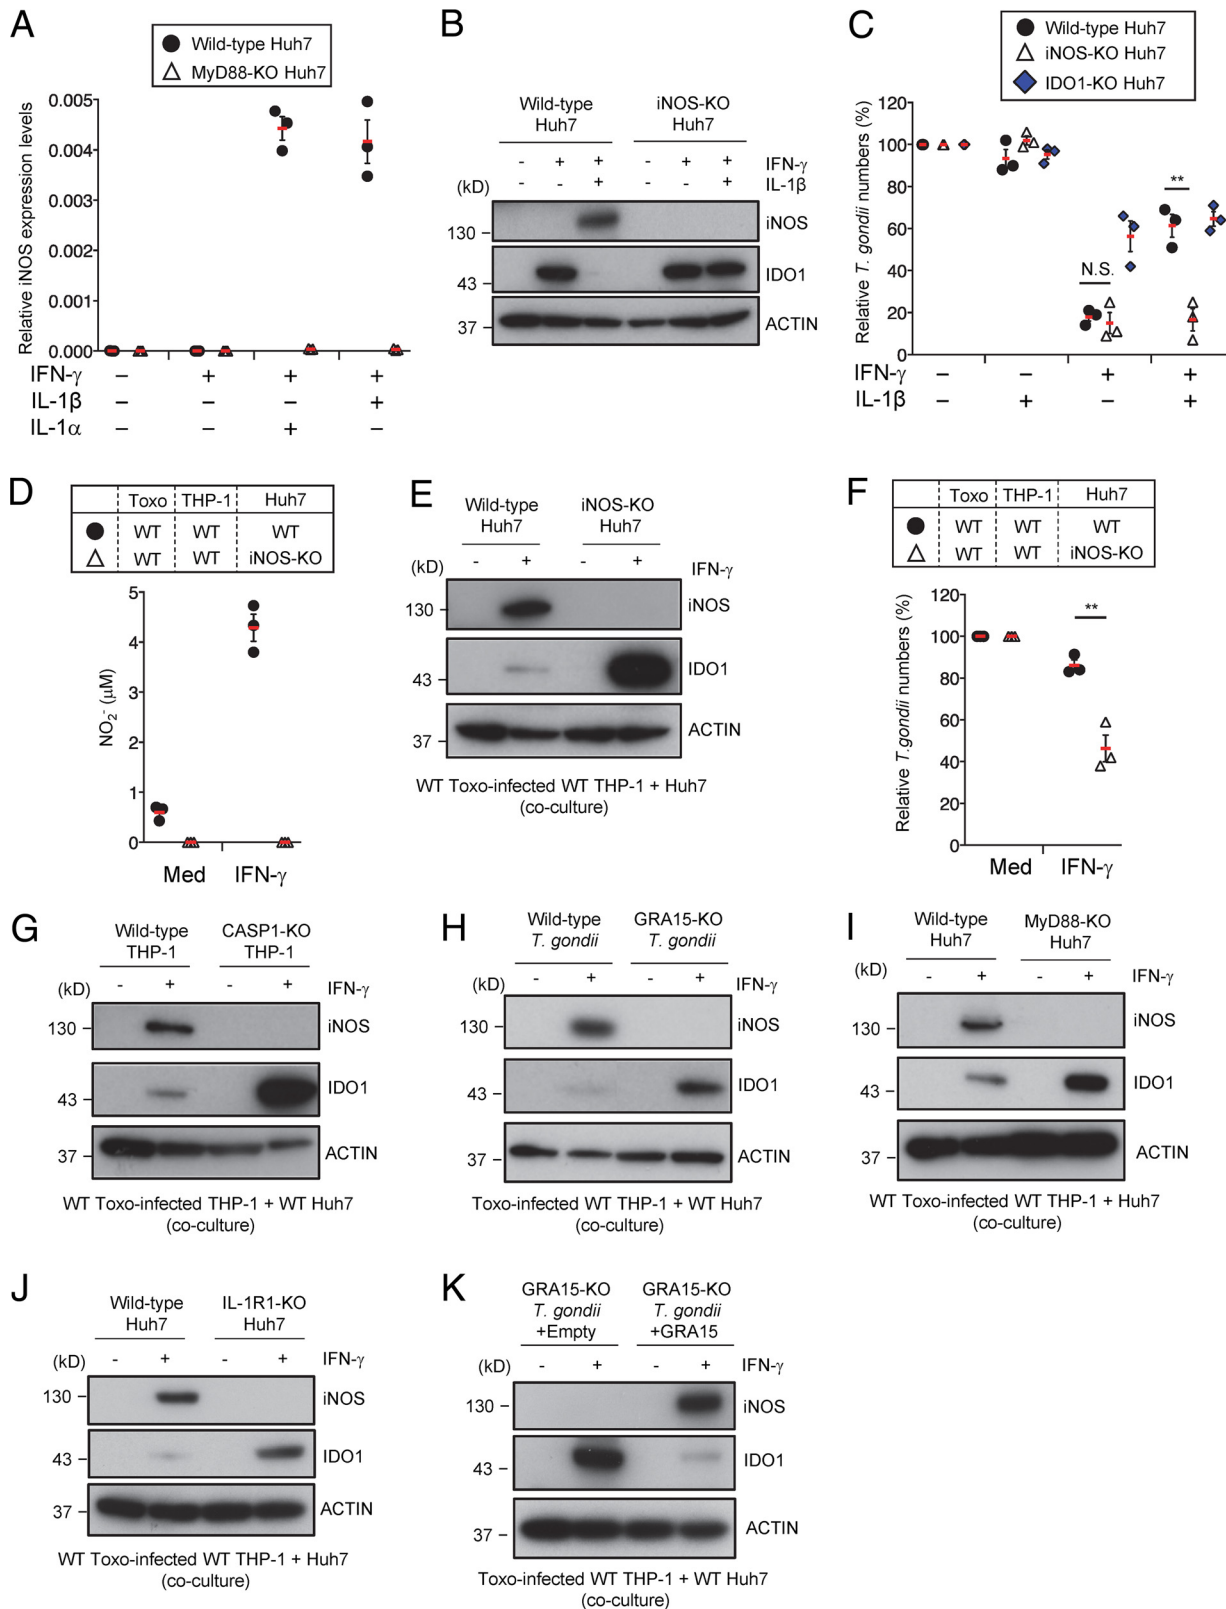 A
Wild-type Huh7
MyD88-KO Huh7
Relative iNOS expression levels
0.005
0.004
0.003
0.002
0.001
0.000
IFN-γ – + + +
IL-1β – – – +
IL-1α – – + –
B
Wild-type Huh7
iNOS-KO Huh7
- + + - + + IFN-γ
- - + - - + IL-1β
(kD)
130
iNOS
43
IDO1
37
ACTIN
C
Wild-type Huh7
iNOS-KO Huh7
IDO1-KO Huh7
Relative T. gondii numbers (%)
120
100
80
60
40
20
0
N.S.
**
IFN-γ – – + +
IL-1β – + – +
D
Toxo THP-1 Huh7
WT WT WT
WT WT iNOS-KO
NO₂⁻ (μM)
5
4
3
2
1
0
Med IFN-γ
E
Wild-type Huh7
iNOS-KO Huh7
(kD) - + - + IFN-γ
130
iNOS
43
IDO1
37
ACTIN
WT Toxo-infected WT THP-1 + Huh7
(co-culture)
F
Toxo THP-1 Huh7
WT WT WT
WT WT iNOS-KO
Relative T.gondii numbers (%)
120
100
80
60
40
20
0
**
Med IFN-γ
G
Wild-type THP-1
CASP1-KO THP-1
(kD) - + - + IFN-γ
130
iNOS
43
IDO1
37
ACTIN
WT Toxo-infected THP-1 + WT Huh7
(co-culture)
H
Wild-type T. gondii
GRA15-KO T. gondii
(kD) - + - + IFN-γ
130
iNOS
43
IDO1
37
ACTIN
Toxo-infected WT THP-1 + WT Huh7
(co-culture)
I
Wild-type Huh7
MyD88-KO Huh7
(kD) - + - + IFN-γ
130
iNOS
43
IDO1
37
ACTIN
WT Toxo-infected WT THP-1 + Huh7
(co-culture)
J
Wild-type Huh7
IL-1R1-KO Huh7
(kD) - + - + IFN-γ
130
iNOS
43
IDO1
37
ACTIN
WT Toxo-infected WT THP-1 + Huh7
(co-culture)
K
GRA15-KO T. gondii +Empty
GRA15-KO T. gondii +GRA15
(kD) - + - + IFN-γ
130
iNOS
43
IDO1
37
ACTIN
Toxo-infected WT THP-1 + WT Huh7
(co-culture)